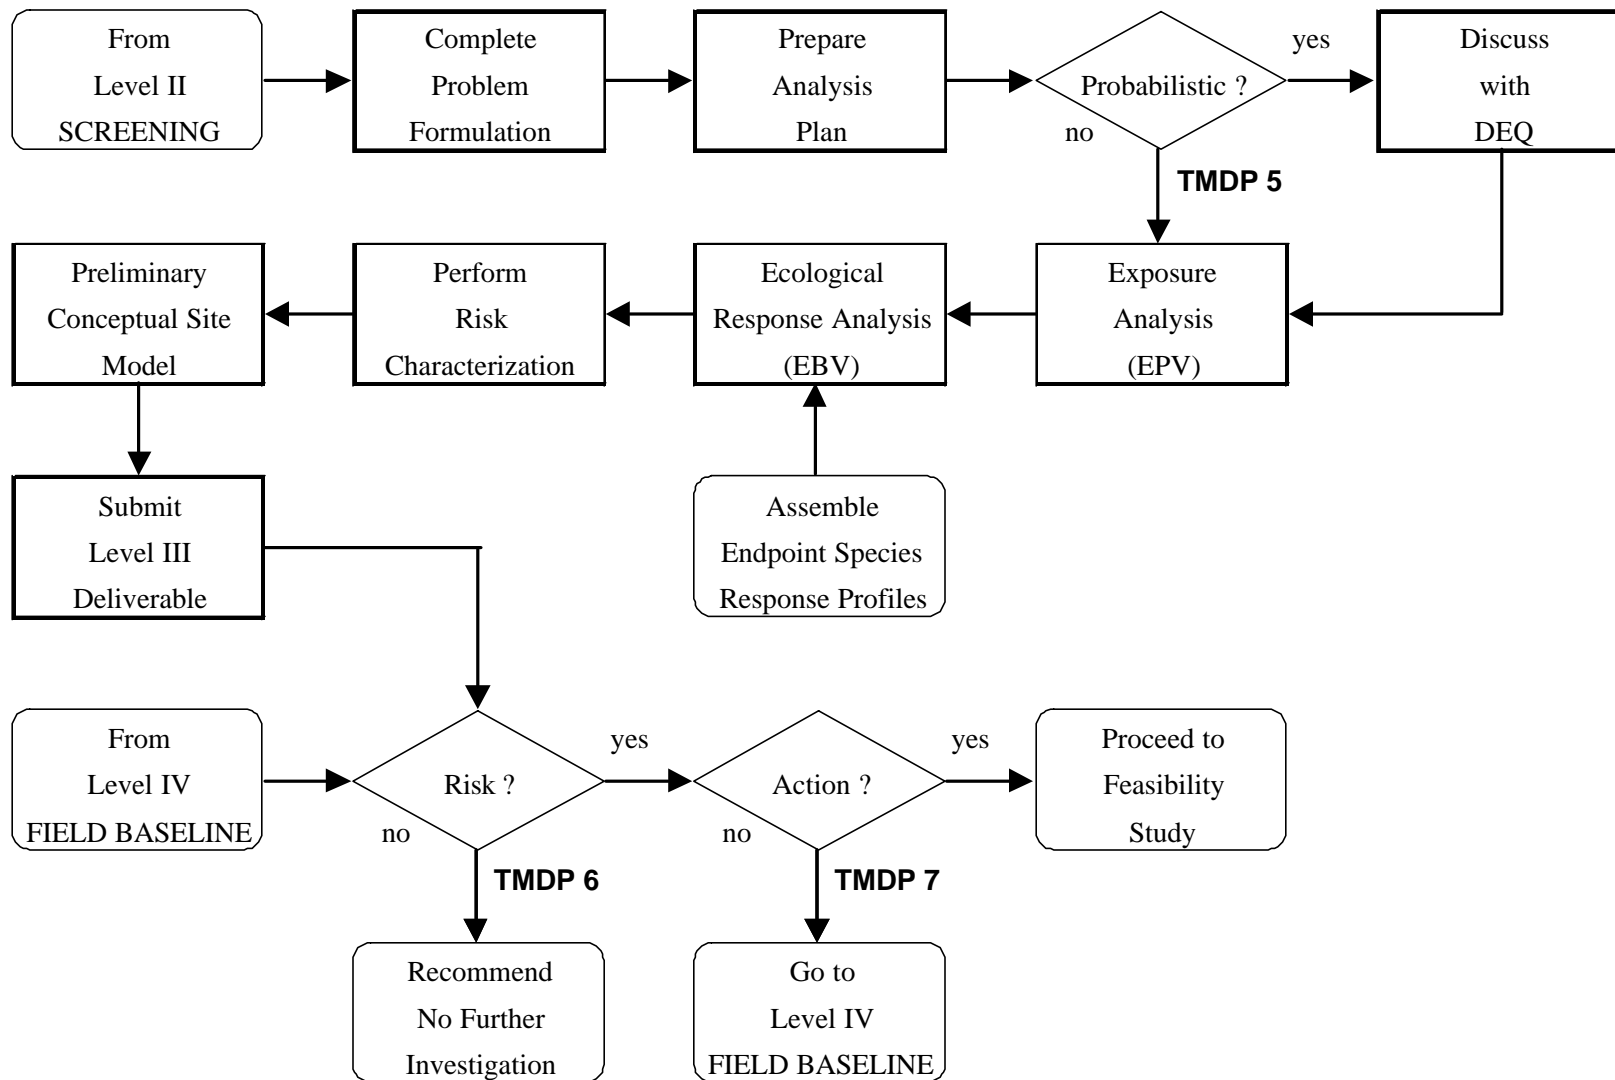 From
Level II
SCREENING
Complete
Problem
Formulation
Prepare
Analysis
Plan
Probabilistic ?
yes
no
Discuss
with
DEQ
TMDP 5
Preliminary
Conceptual Site
Model
Perform
Risk
Characterization
Ecological
Response Analysis
(EBV)
Exposure
Analysis
(EPV)
Submit
Level III
Deliverable
Assemble
Endpoint Species
Response Profiles
From
Level IV
FIELD BASELINE
Risk ?
yes
no
Action ?
yes
no
Proceed to
Feasibility
Study
TMDP 6
TMDP 7
Recommend
No Further
Investigation
Go to
Level IV
FIELD BASELINE